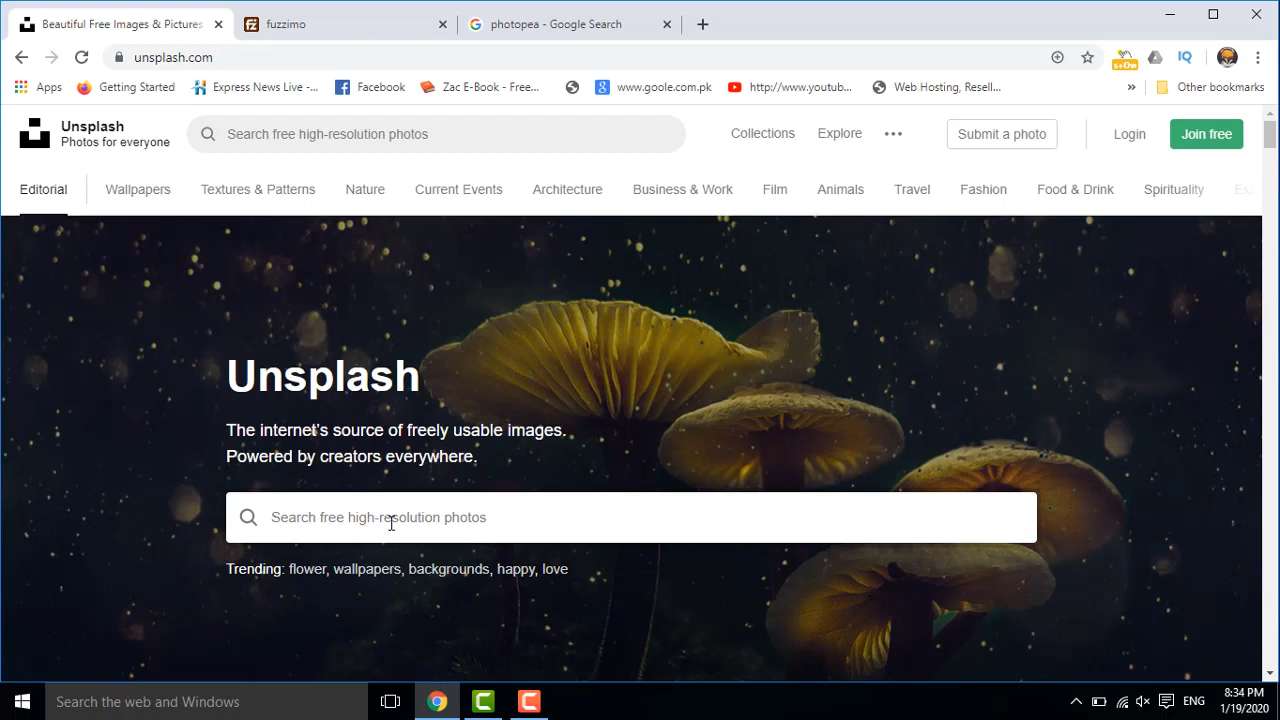 Beautiful Free Images & Pictures
fuzzimo
photopea - Google Search
unsplash.com
s+0w
IQ
Apps
Getting Started
Express News Live -...
Facebook
Zac E-Book - Free...
www.goole.com.pk
http://www.youtub...
Web Hosting, Resell...
»
Other bookmarks
Unsplash
Photos for everyone
Search free high-resolution photos
Collections
Explore
Submit a photo
Login
Join free
Editorial
Wallpapers
Textures & Patterns
Nature
Current Events
Architecture
Business & Work
Film
Animals
Travel
Fashion
Food & Drink
Spirituality
Unsplash
The internet's source of freely usable images.
Powered by creators everywhere.
Search free high-resolution photos
Trending: flower, wallpapers, backgrounds, happy, love
Search the web and Windows
ENG
8:34 PM
1/19/2020